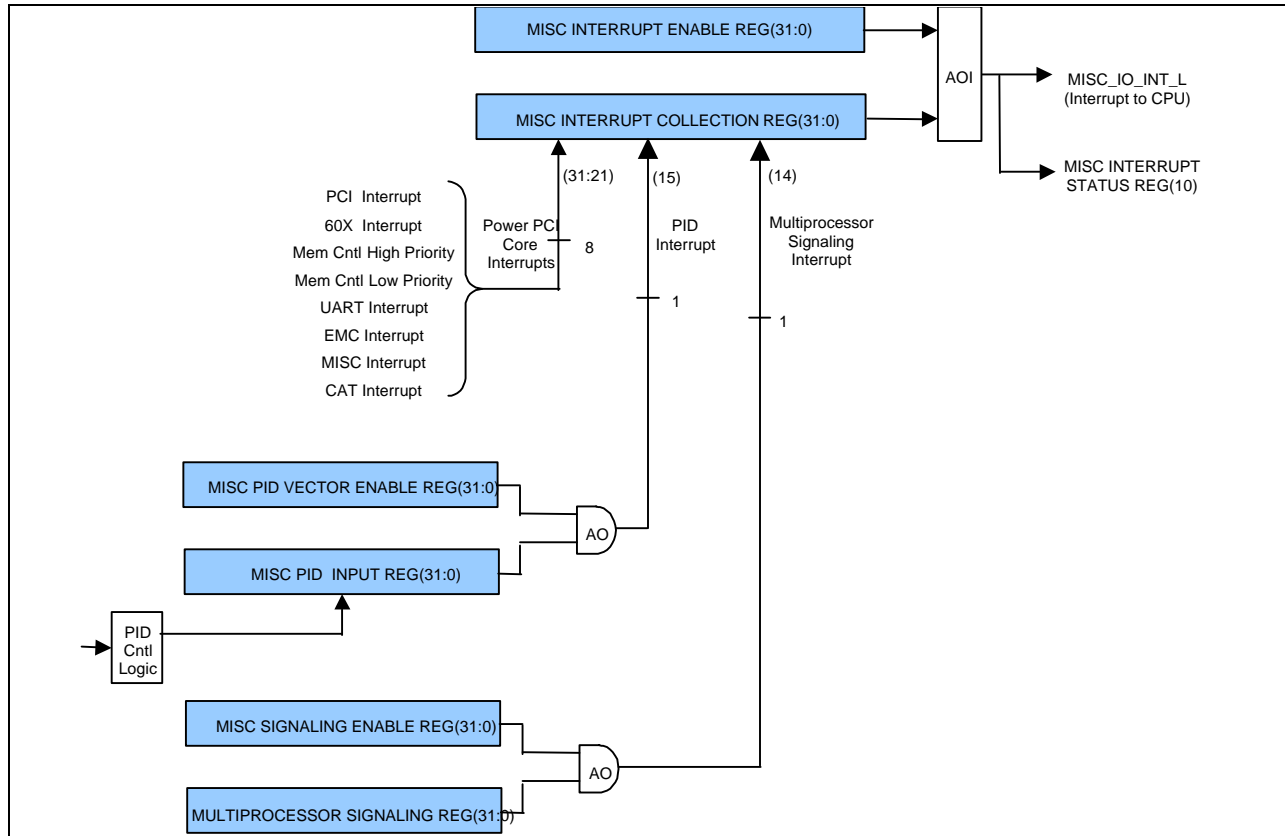 MISC INTERRUPT ENABLE REG(31:0)
AOI
MISC_IO_INT_L
(Interrupt to CPU)
MISC INTERRUPT COLLECTION REG(31:0)
MISC INTERRUPT
STATUS REG(10)
(31:21)
(15)
(14)
PCI Interrupt
60X Interrupt
Mem Cntl High Priority
Mem Cntl Low Priority
UART Interrupt
EMC Interrupt
MISC Interrupt
CAT Interrupt
Power PCI
Core
Interrupts
8
PID
Interrupt
1
Multiprocessor
Signaling
Interrupt
1
MISC PID VECTOR ENABLE REG(31:0)
AO
MISC PID INPUT REG(31:0)
PID
Cntl
Logic
MISC SIGNALING ENABLE REG(31:0)
AO
MULTIPROCESSOR SIGNALING REG(31:0)